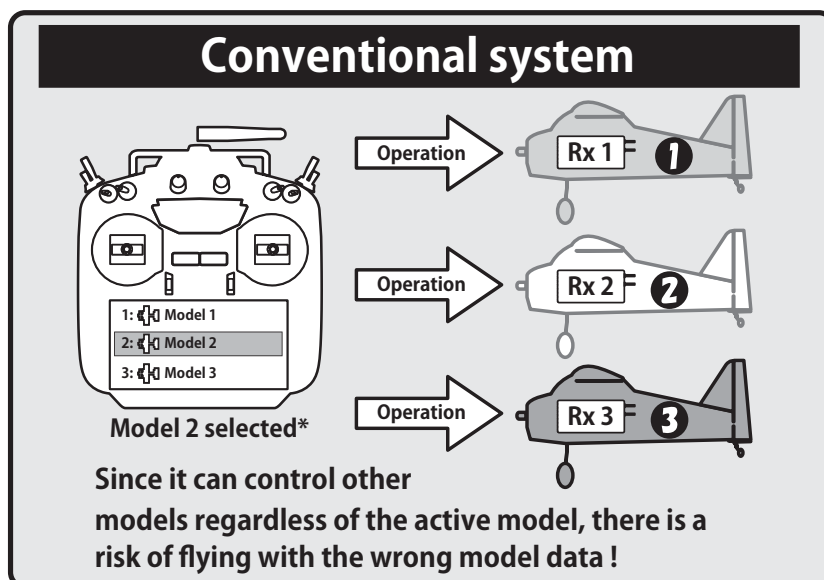 Conventional system
Operation
Rx 1
1
Operation
Rx 2
2
1: Model 1
2: Model 2
3: Model 3
Operation
Rx 3
3
Model 2 selected*
Since it can control other
models regardless of the active model, there is a
risk of flying with the wrong model data !